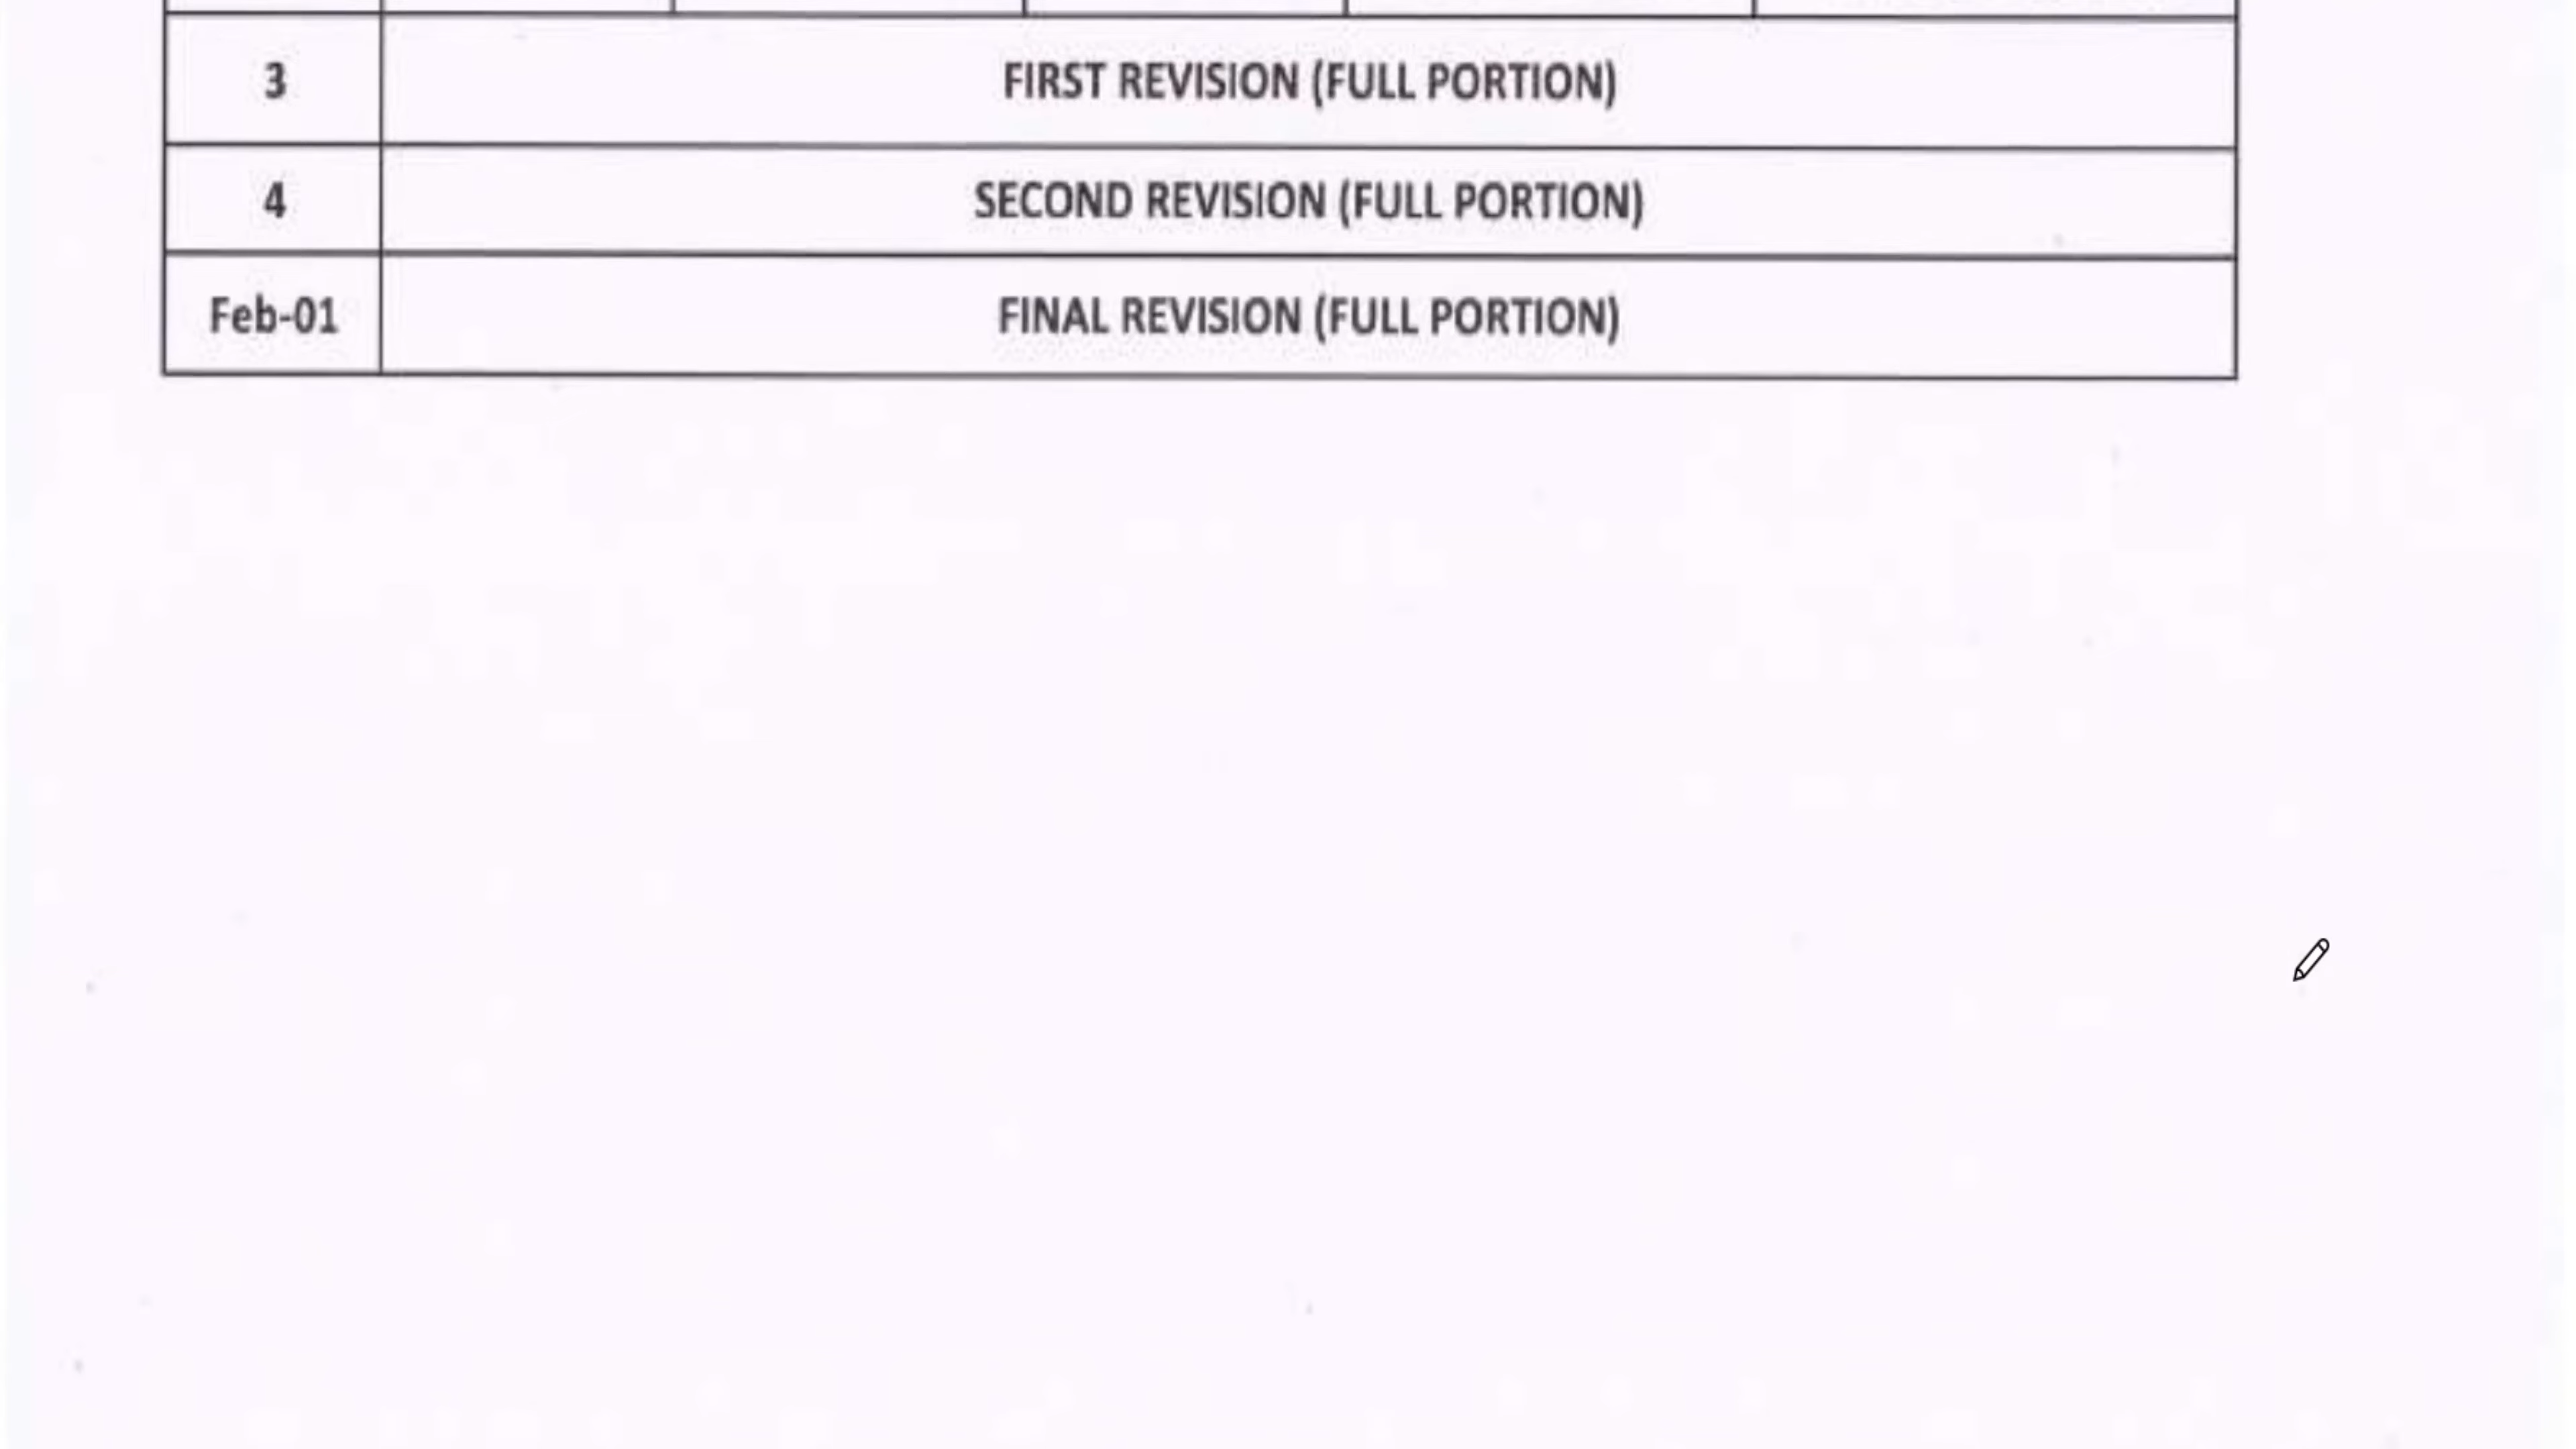 3 FIRST REVISION (FULL PORTION)
4 SECOND REVISION (FULL PORTION)
Feb-01 FINAL REVISION (FULL PORTION)